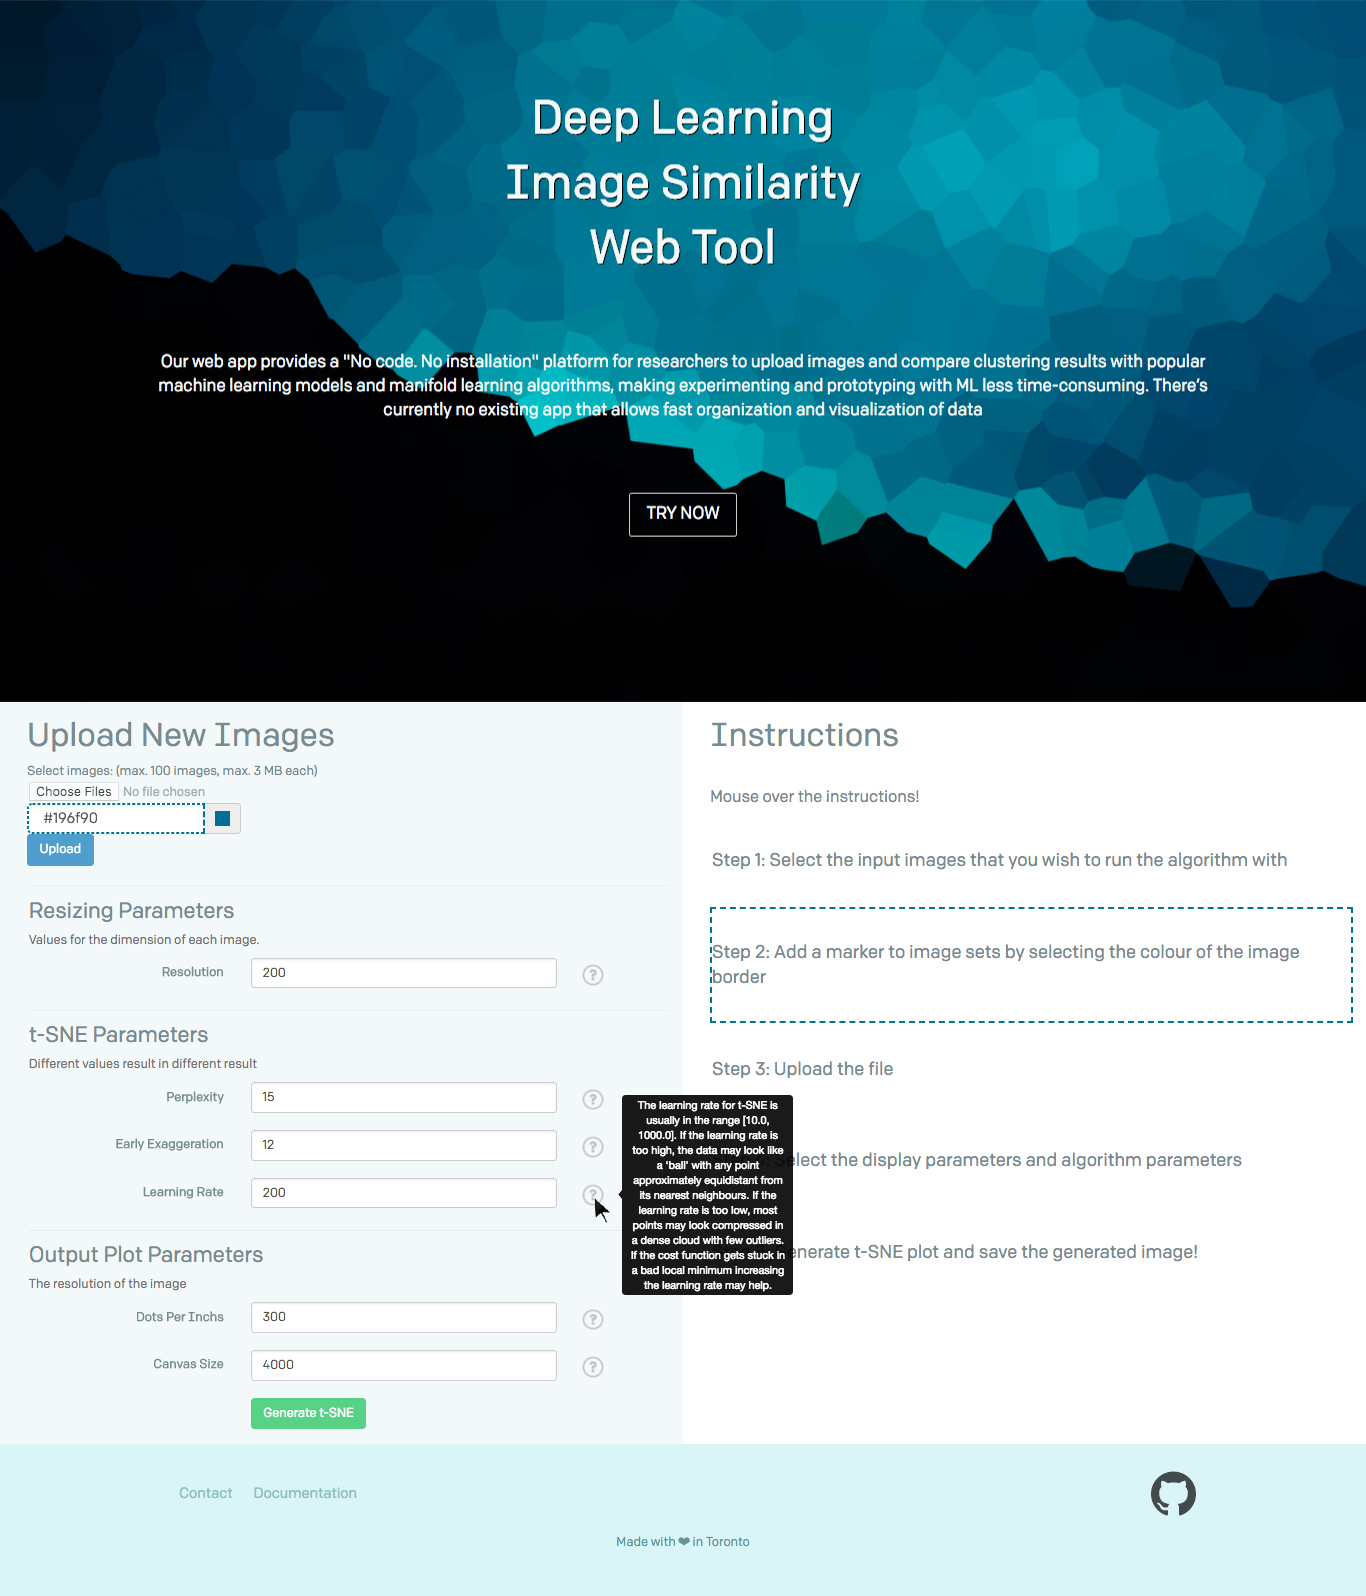 Deep Learning
Image Similarity
Web Tool
Our web app provides a "No code. No installation" platform for researchers to upload images and compare clustering results with popular
machine learning models and manifold learning algorithms, making experimenting and prototyping with ML less time-consuming. There's
currently no existing app that allows fast organization and visualization of data
TRY NOW
Upload New Images
Select images: (max. 100 images, max. 3 MB each)
Choose Files No file chosen
#196f90
Upload
Resizing Parameters
Values for the dimension of each image.
Resolution 200 ?
t-SNE Parameters
Different values result in different result
Perplexity 15 ?
Early Exaggeration 12 ?
Learning Rate 200 ?
The learning rate for t-SNE is
usually in the range [10.0,
1000.0]. If the learning rate is
too high, the data may look like
a 'ball' with any point
approximately equidistant from
its nearest neighbours. If the
learning rate is too low, most
points may look compressed in
a dense cloud with few outliers.
If the cost function gets stuck in
a bad local minimum increasing
the learning rate may help.
Output Plot Parameters
The resolution of the image
Dots Per Inchs 300 ?
Canvas Size 4000 ?
Generate t-SNE
Instructions
Mouse over the instructions!
Step 1: Select the input images that you wish to run the algorithm with
Step 2: Add a marker to image sets by selecting the colour of the image
border
Step 3: Upload the file
elect the display parameters and algorithm parameters
enerate t-SNE plot and save the generated image!
Contact Documentation
Made with ❤ in Toronto